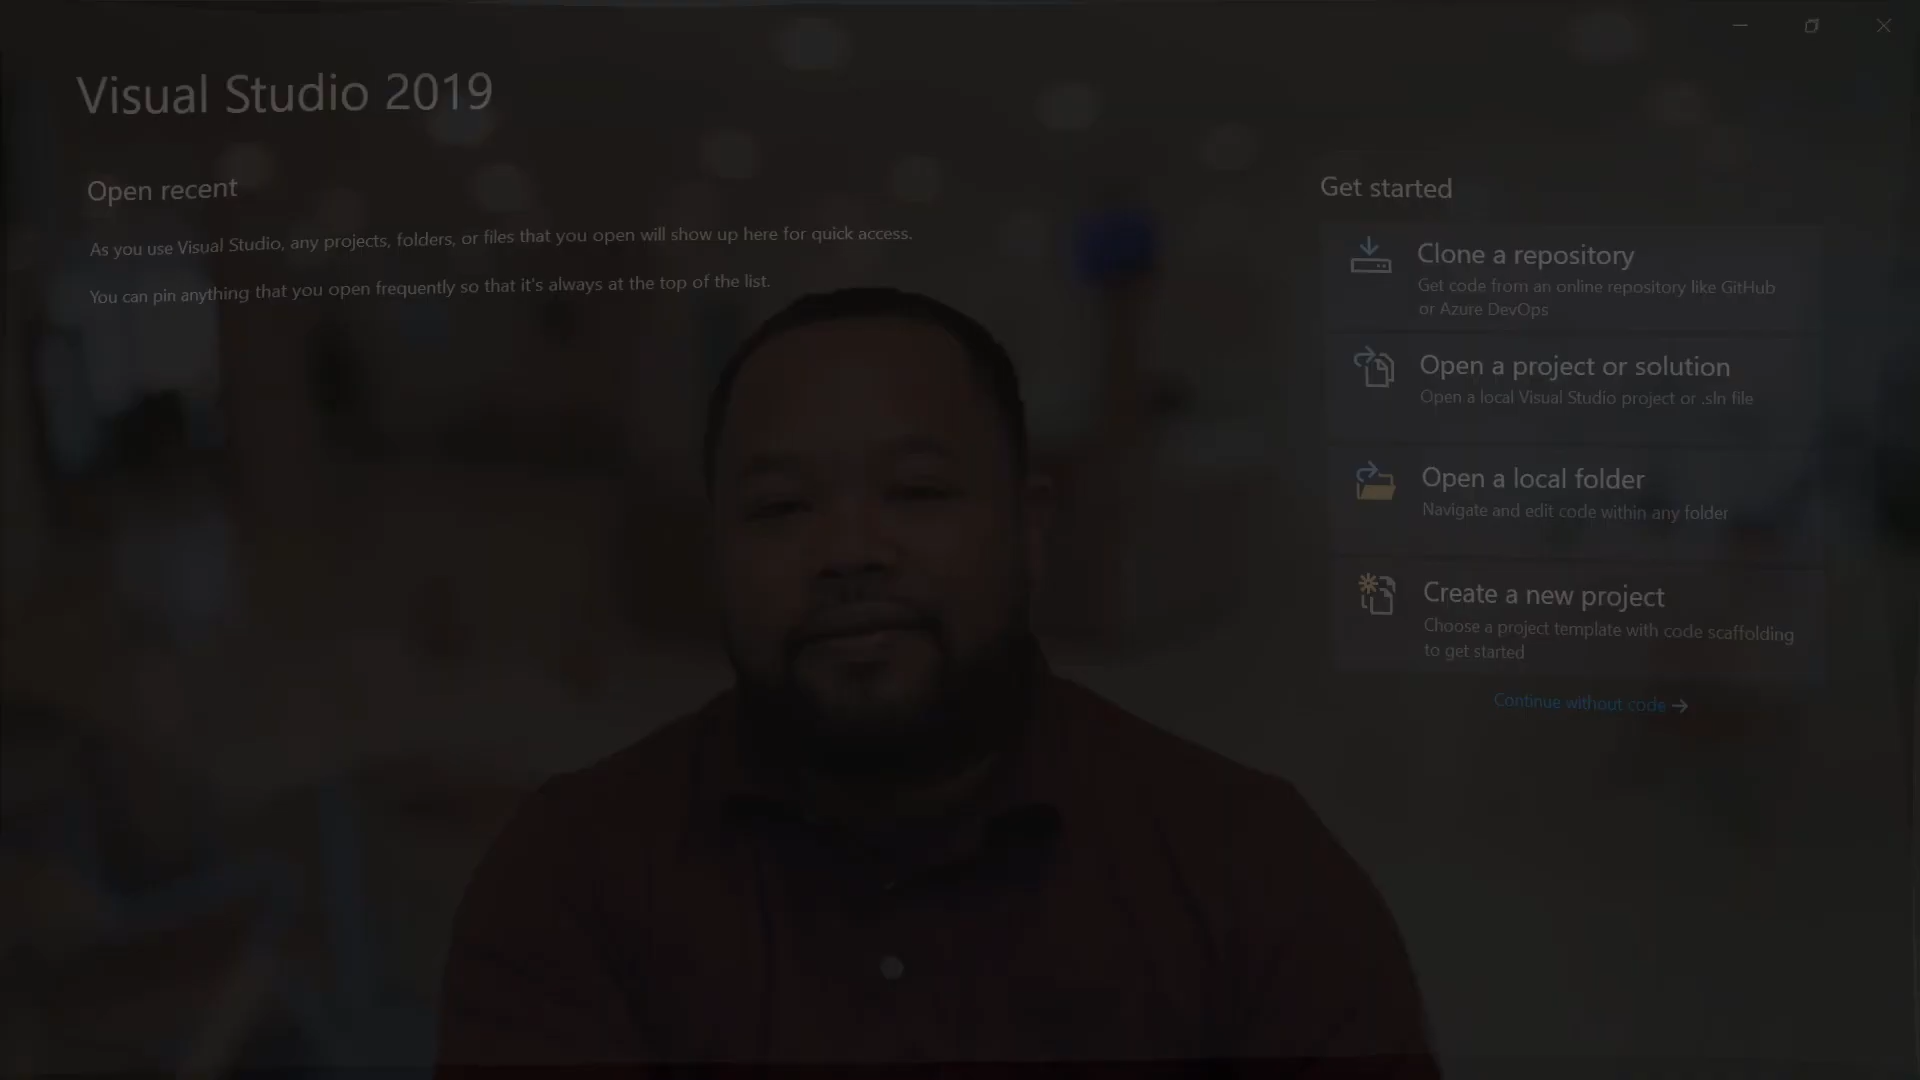 Visual Studio 2019
Open recent
As you use Visual Studio, any projects, folders, or files that you open will show up here for quick access.
You can pin anything that you open frequently so that it's always at the top of the list.
Get started
Clone a repository
Get code from an online repository like GitHub
or Azure DevOps
Open a project or solution
Open a local Visual Studio project or .sln file
Open a local folder
Navigate and edit code within any folder
Create a new project
Choose a project template with code scaffolding
to get started
Continue without code →